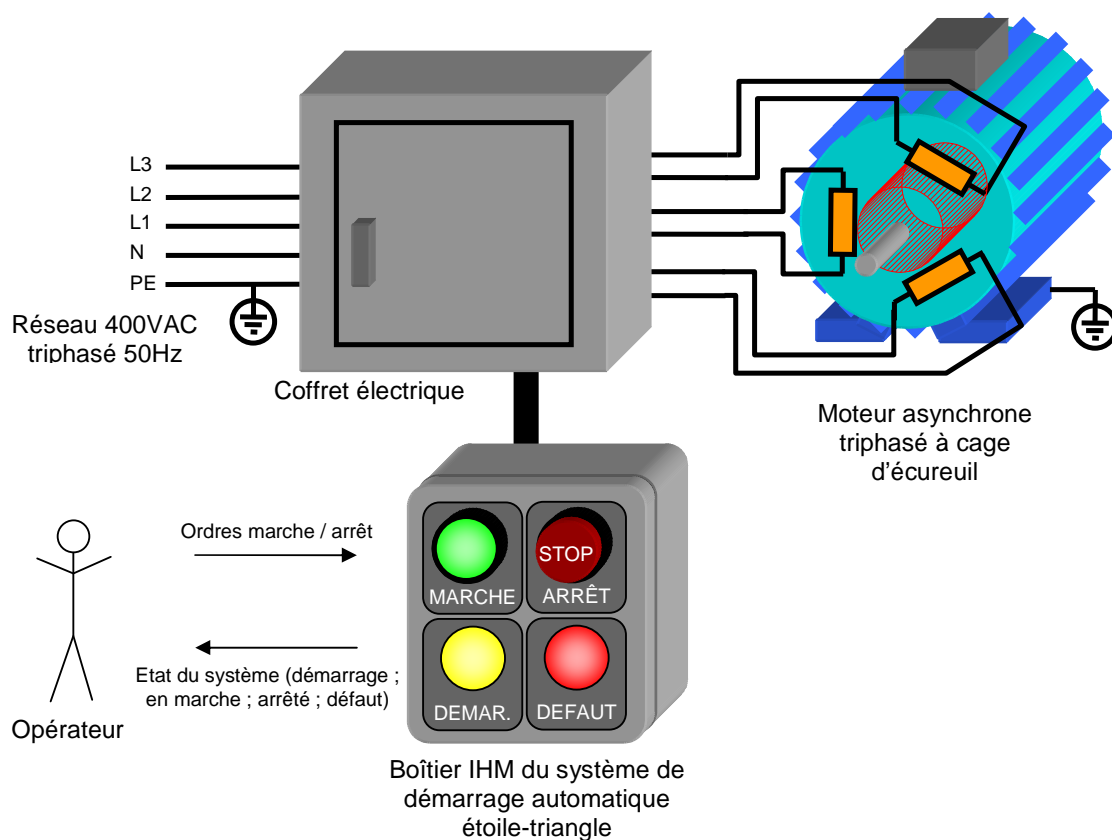 L3
L2
L1
N
PE
Réseau 400VAC
triphasé 50Hz
Coffret électrique
Moteur asynchrone
triphasé à cage
d'écureuil
Ordres marche / arrêt
MARCHE
STOP
ARRÊT
Etat du système (démarrage ;
en marche ; arrêté ; défaut)
DEMAR.
DEFAUT
Opérateur
Boîtier IHM du système de
démarrage automatique
étoile-triangle